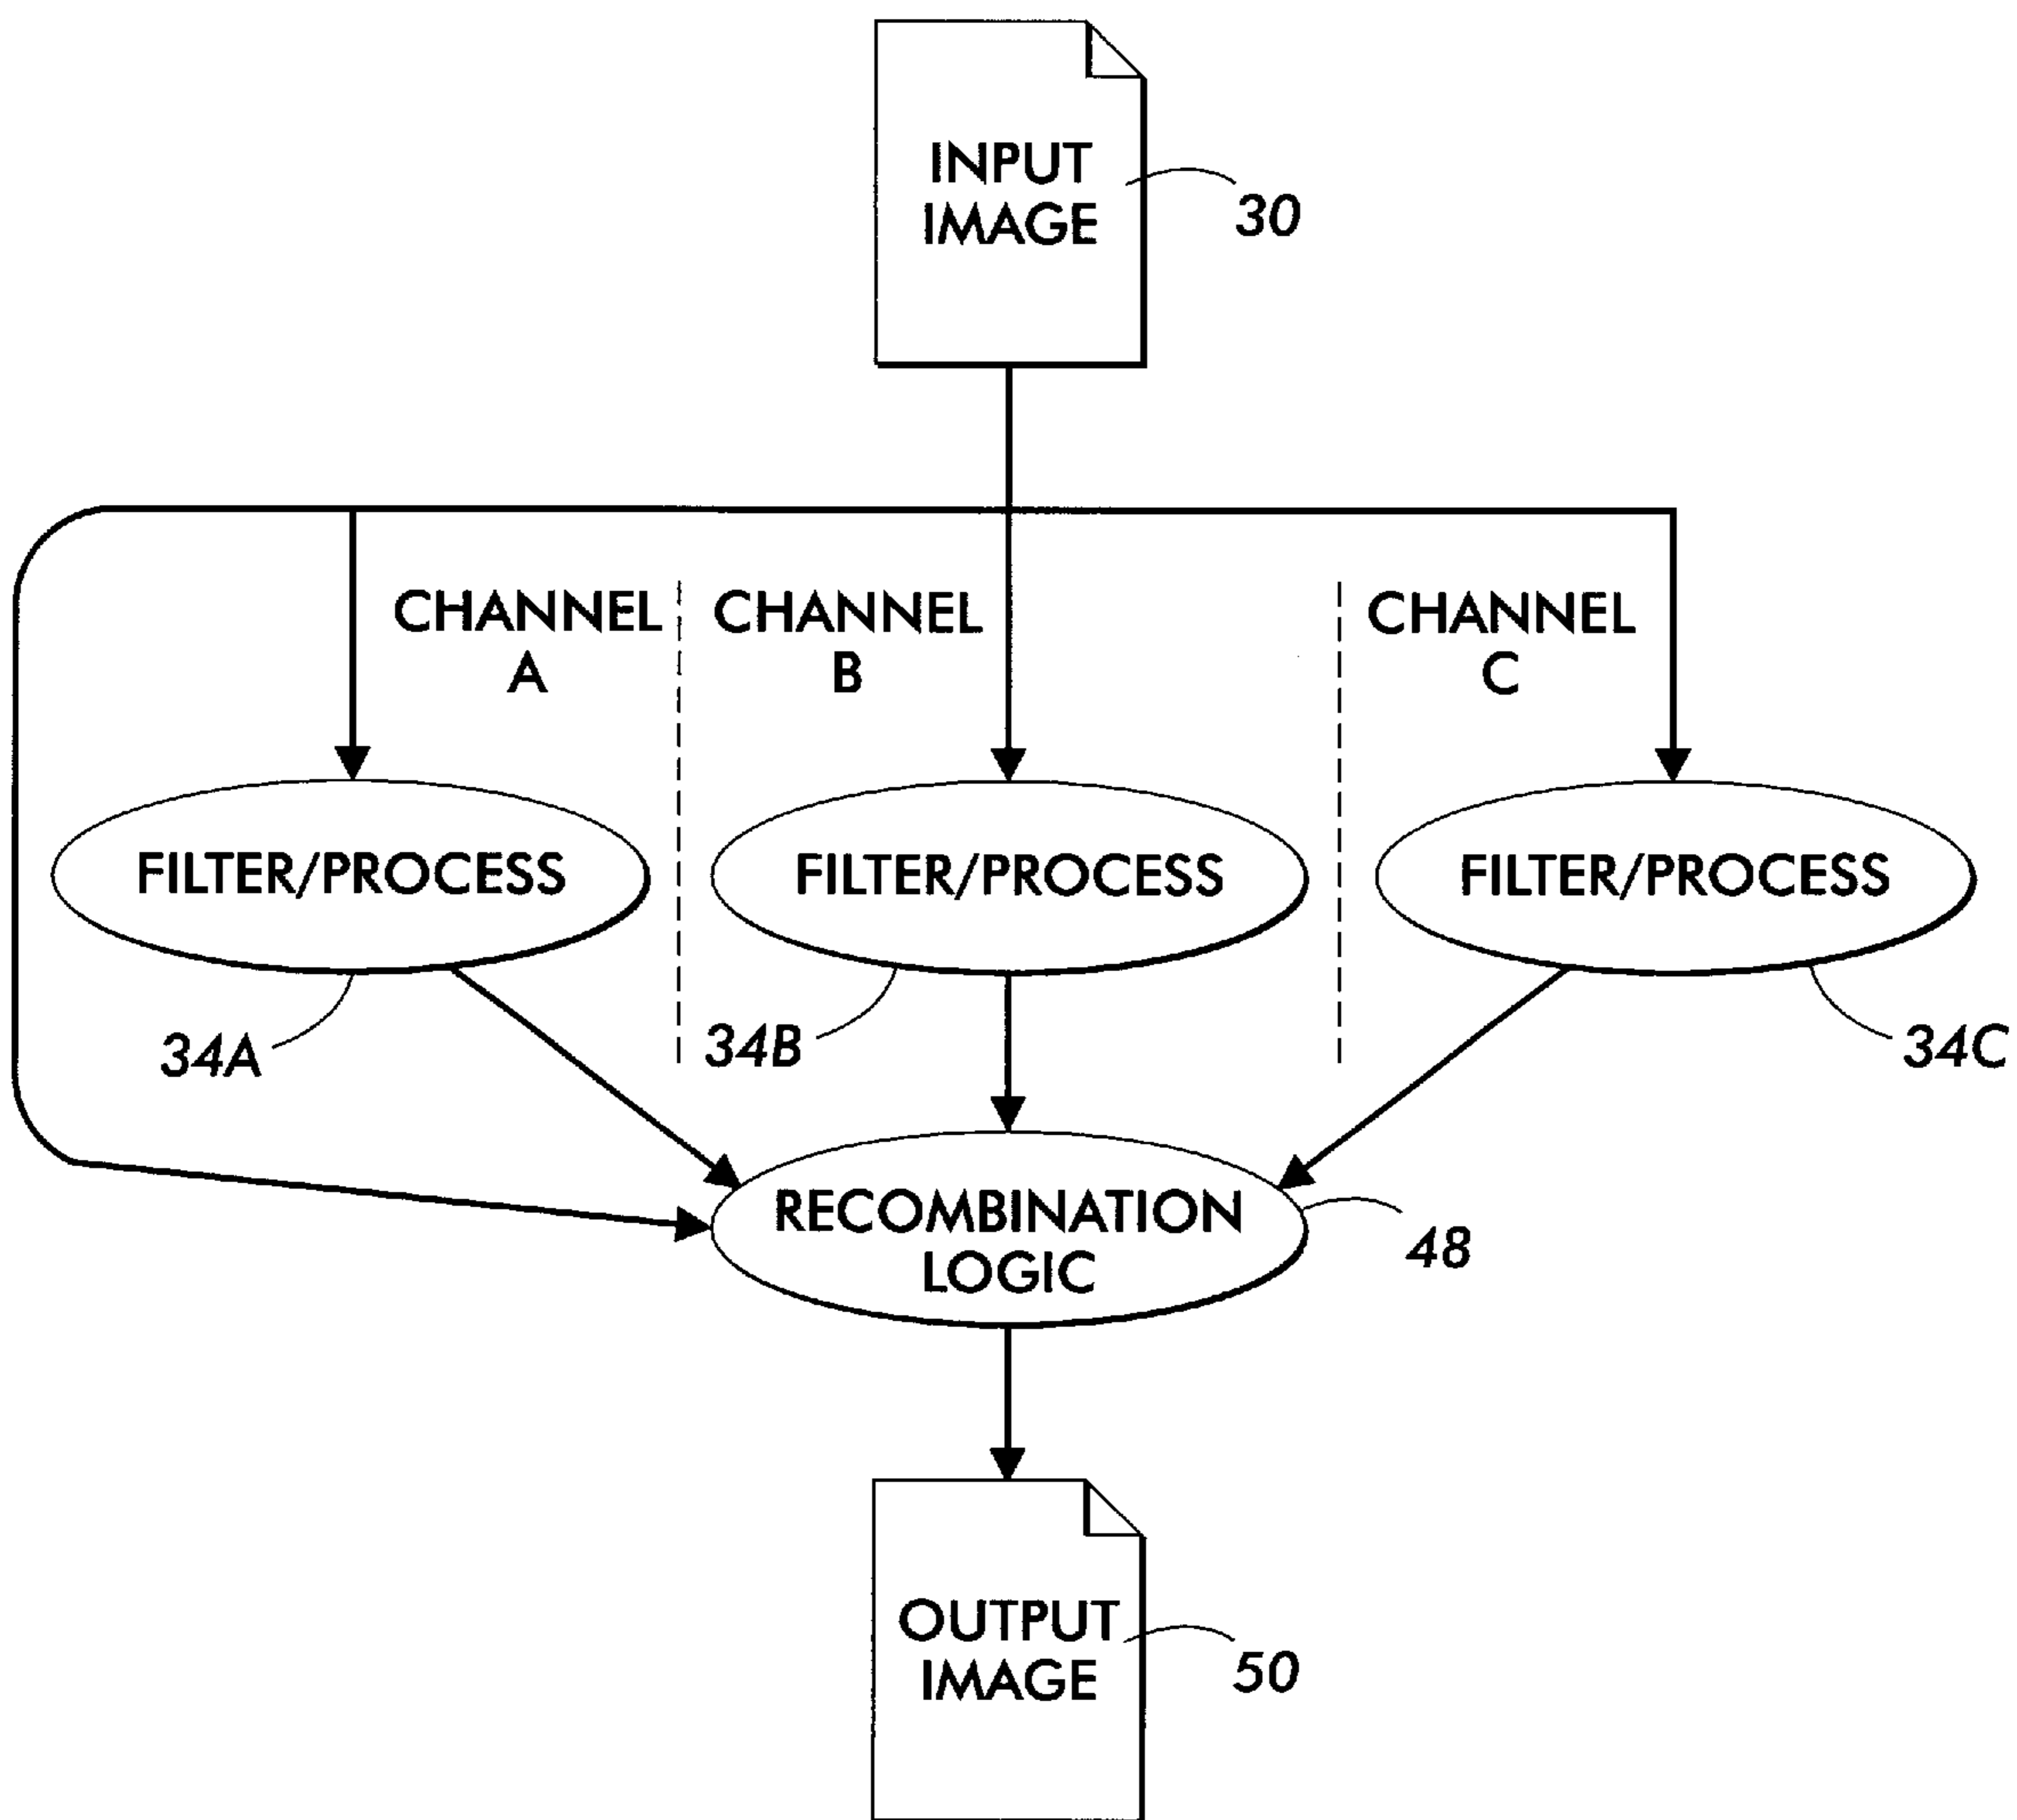 INPUT
IMAGE
30
CHANNEL
A
CHANNEL
B
CHANNEL
C
FILTER/PROCESS
FILTER/PROCESS
FILTER/PROCESS
34A
34B
34C
RECOMBINATION
LOGIC
48
OUTPUT
IMAGE
50